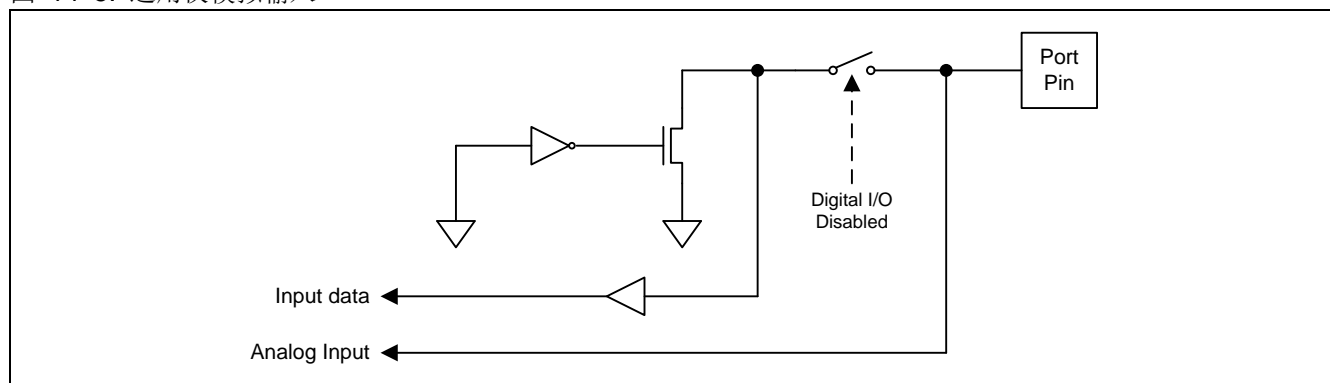 Port
Pin
Digital I/O
Disabled
Input data
Analog Input